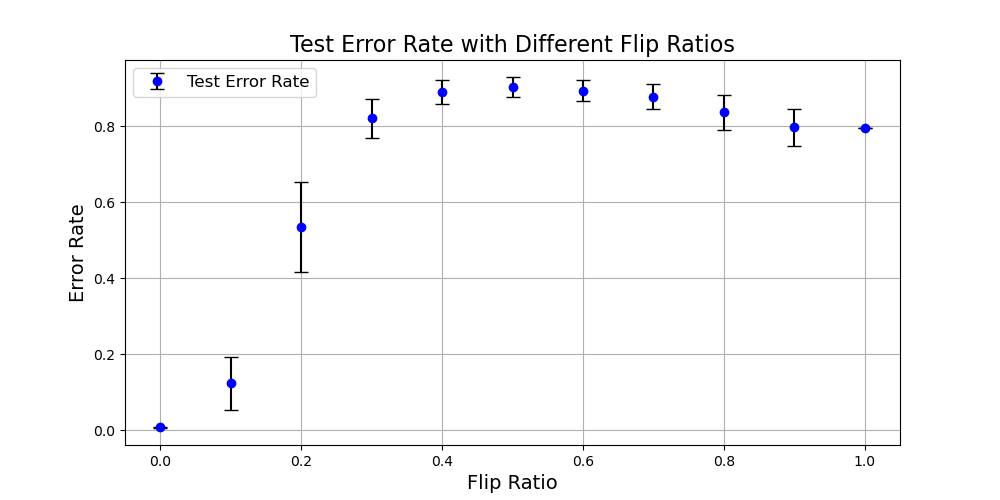 Test Error Rate with Different Flip Ratios
Test Error Rate
Error Rate
0.8
0.6
0.4
0.2
0.0
0.0 0.2 0.4 0.6 0.8 1.0
Flip Ratio